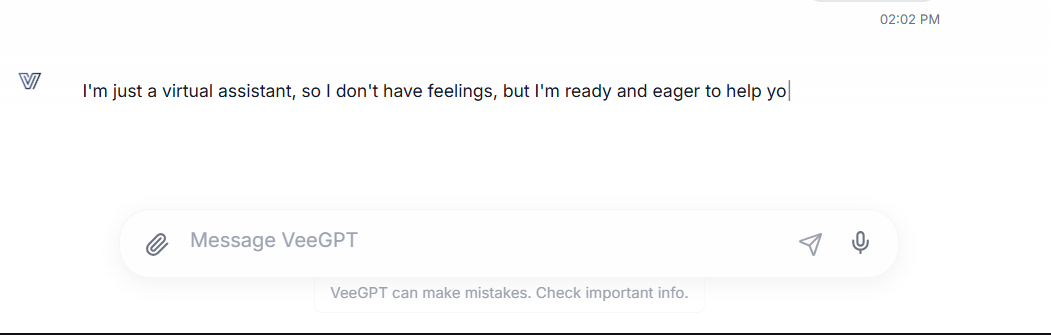 02:02 PM
I'm just a virtual assistant, so I don't have feelings, but I'm ready and eager to help yo
Message VeeGPT
VeeGPT can make mistakes. Check important info.